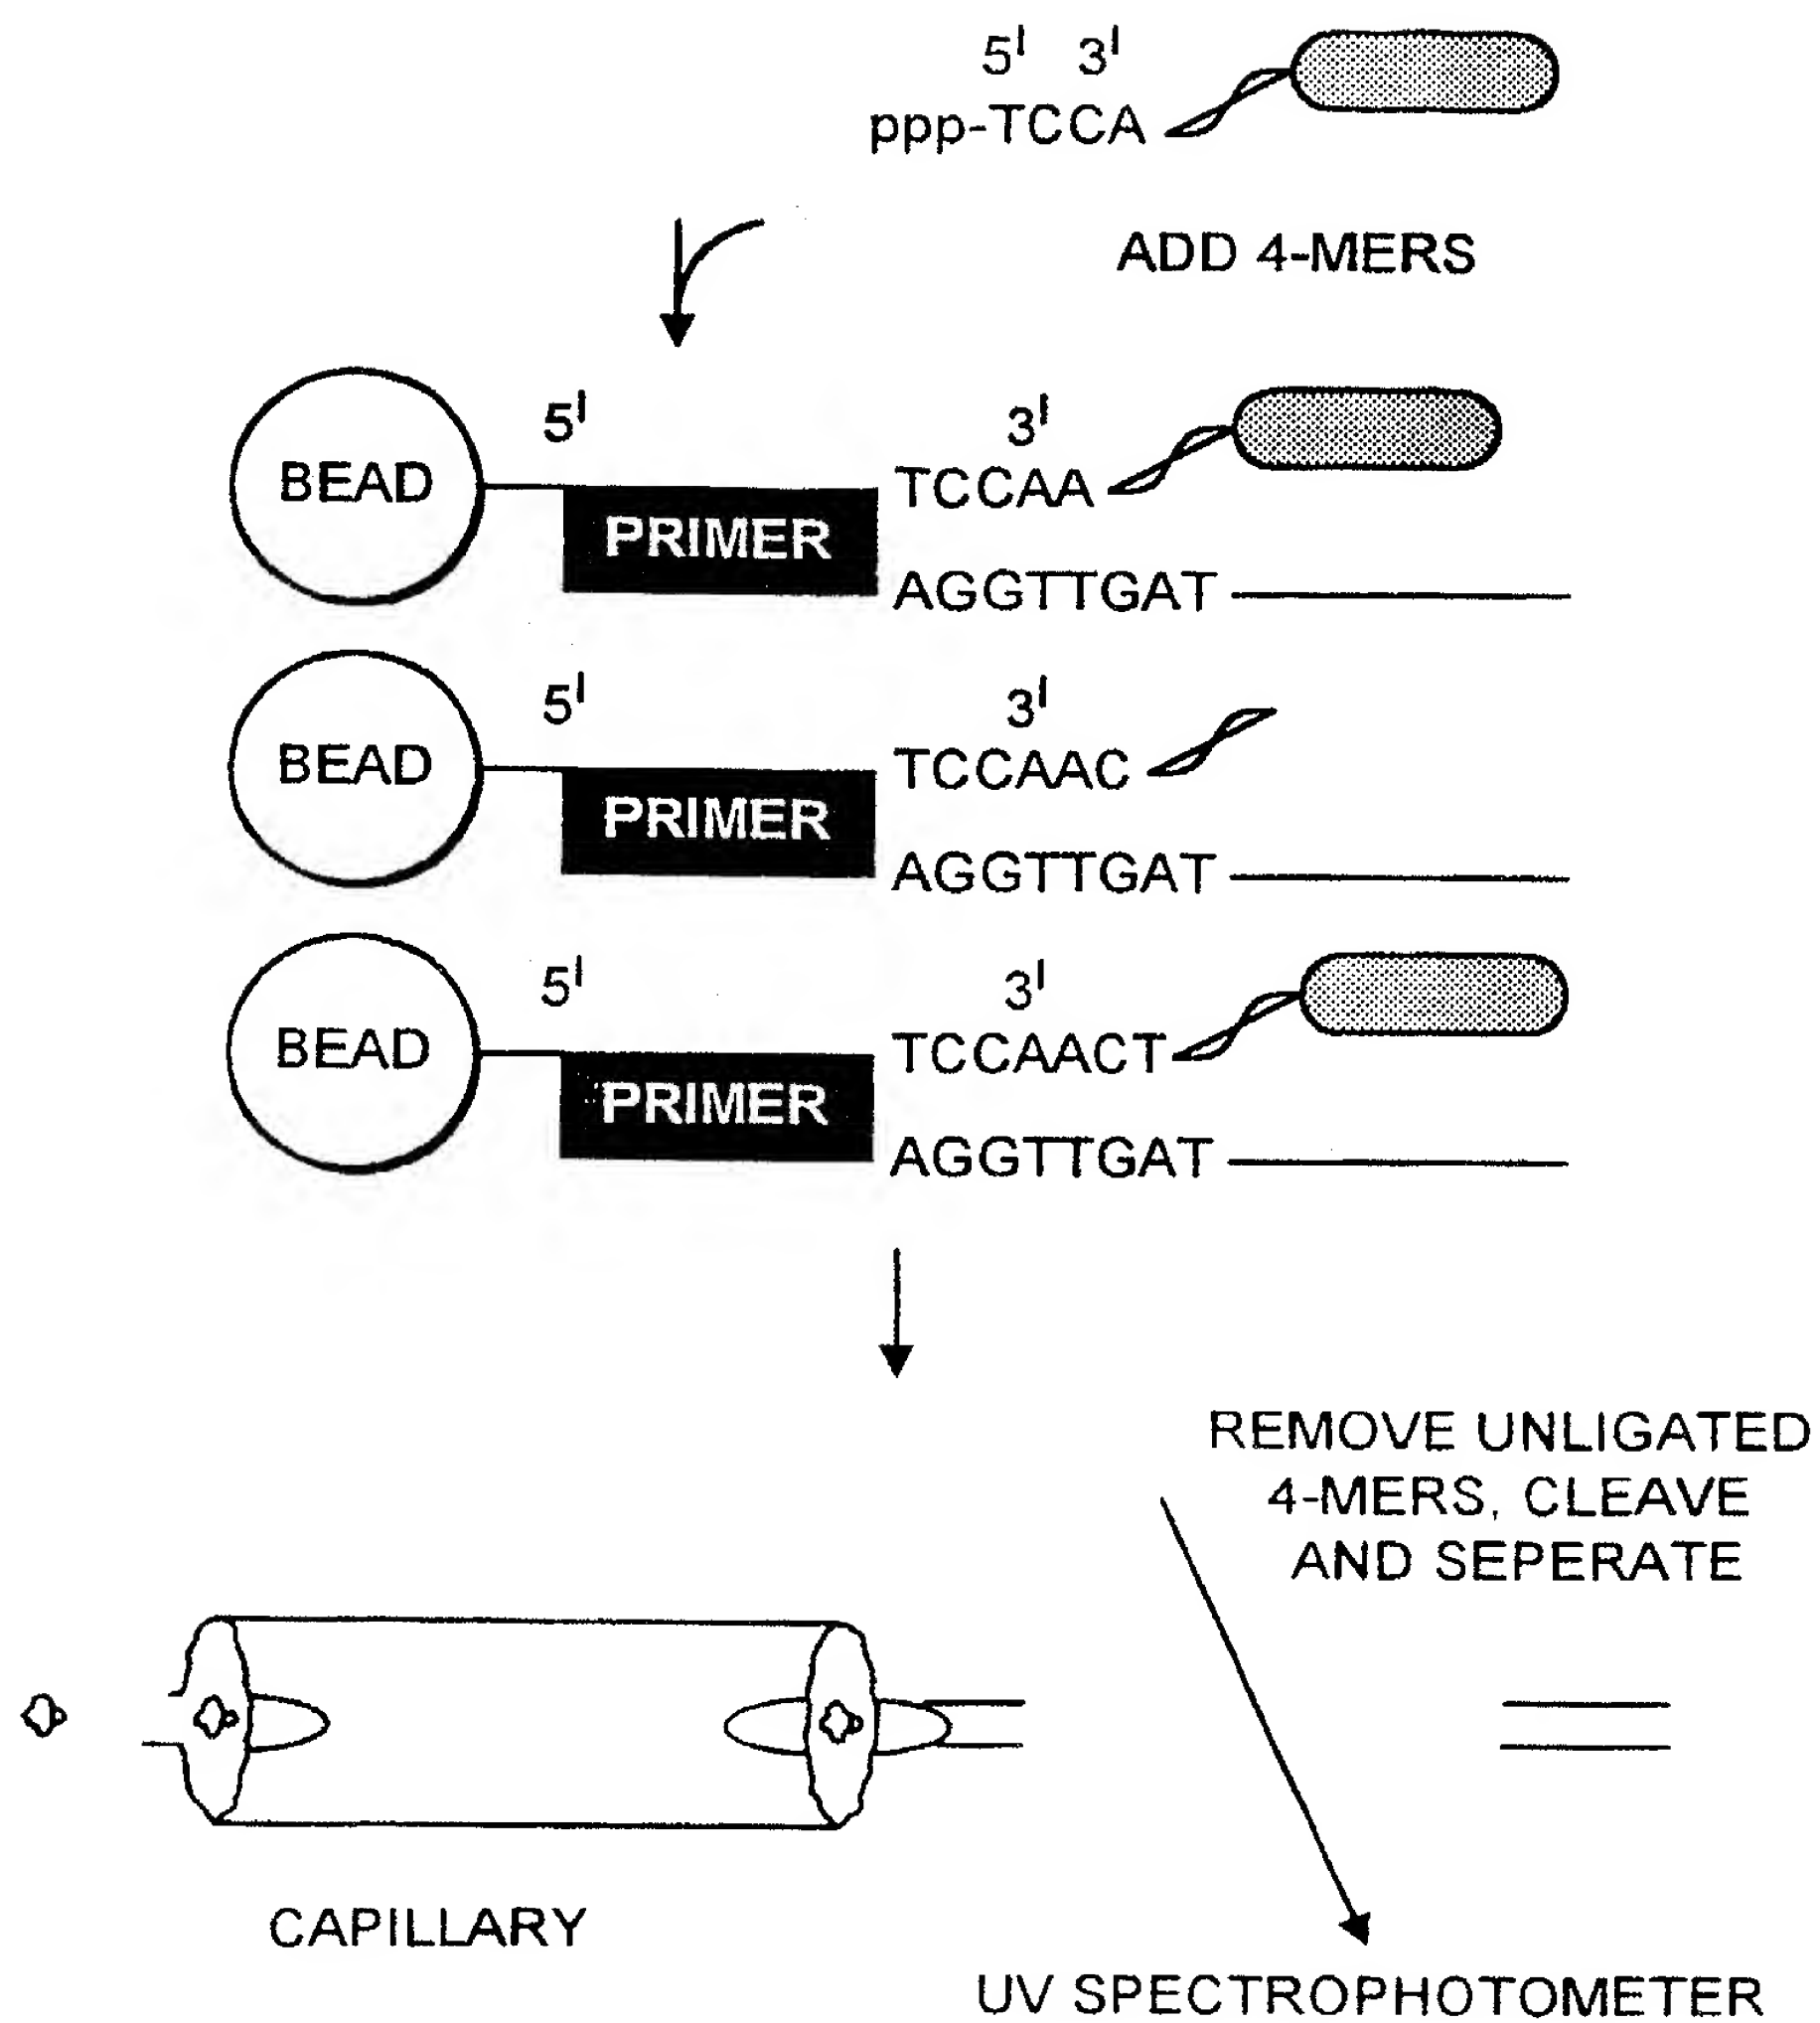 5' 3'
ppp-TCCA
ADD 4-MERS
5' 3'
BEAD TCCAA
PRIMER
AGGTTGAT
5' 3'
BEAD TCCAAC
PRIMER
AGGTTGAT
5' 3'
BEAD TCCAACT
PRIMER
AGGTTGAT
REMOVE UNLIGATED
4-MERS, CLEAVE
AND SEPERATE
CAPILLARY
UV SPECTROPHOTOMETER